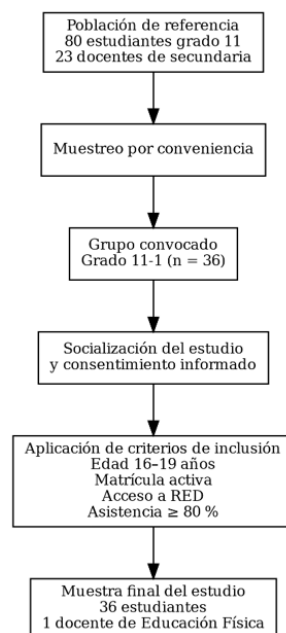 Población de referencia
80 estudiantes grado 11
23 docentes de secundaria
Muestreo por conveniencia
Grupo convocado
Grado 11-1 (n = 36)
Socialización del estudio
y consentimiento informado
Aplicación de criterios de inclusión
Edad 16–19 años
Matrícula activa
Acceso a RED
Asistencia ≥ 80 %
Muestra final del estudio
36 estudiantes
1 docente de Educación Física